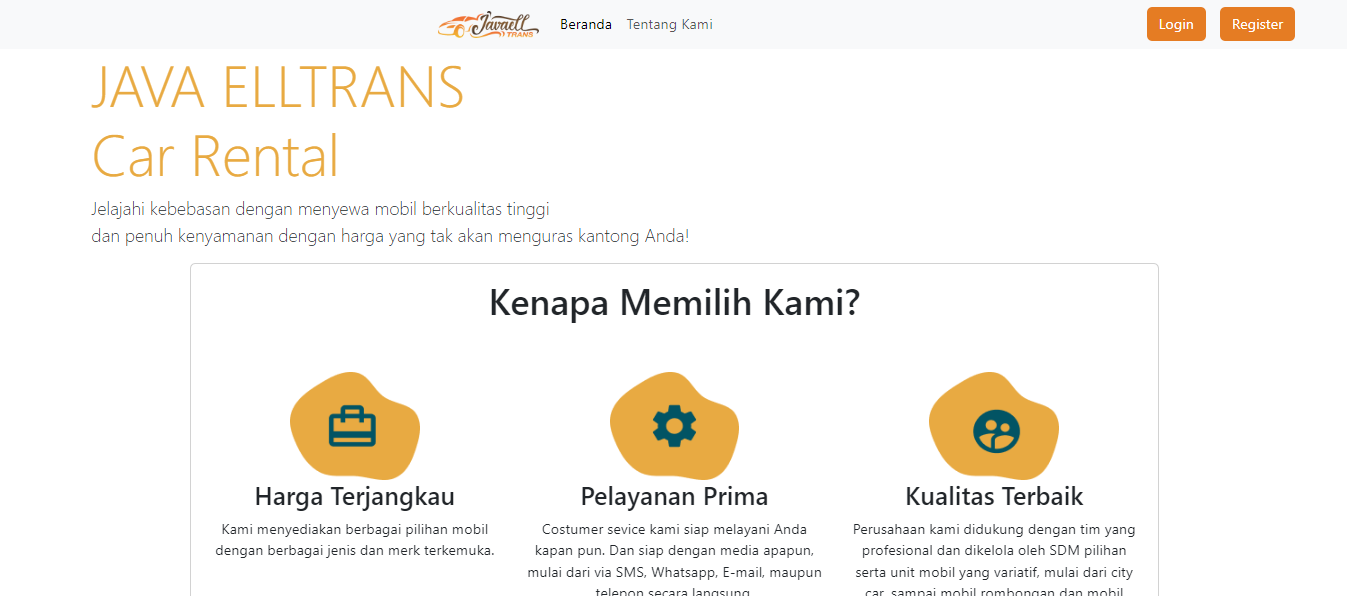 Javaell TRANS Beranda Tentang Kami Login Register
JAVA ELLTRANS
Car Rental
Jelajahi kebebasan dengan menyewa mobil berkualitas tinggi
dan penuh kenyamanan dengan harga yang tak akan menguras kantong Anda!
Kenapa Memilih Kami?
Harga Terjangkau
Kami menyediakan berbagai pilihan mobil
dengan berbagai jenis dan merk terkemuka.
Pelayanan Prima
Costumer sevice kami siap melayani Anda
kapan pun. Dan siap dengan media apapun,
mulai dari via SMS, Whatsapp, E-mail, maupun
telepon secara langsung.
Kualitas Terbaik
Perusahaan kami didukung dengan tim yang
profesional dan dikelola oleh SDM pilihan
serta unit mobil yang variatif, mulai dari city
car, sampai mobil rombongan dan mobil